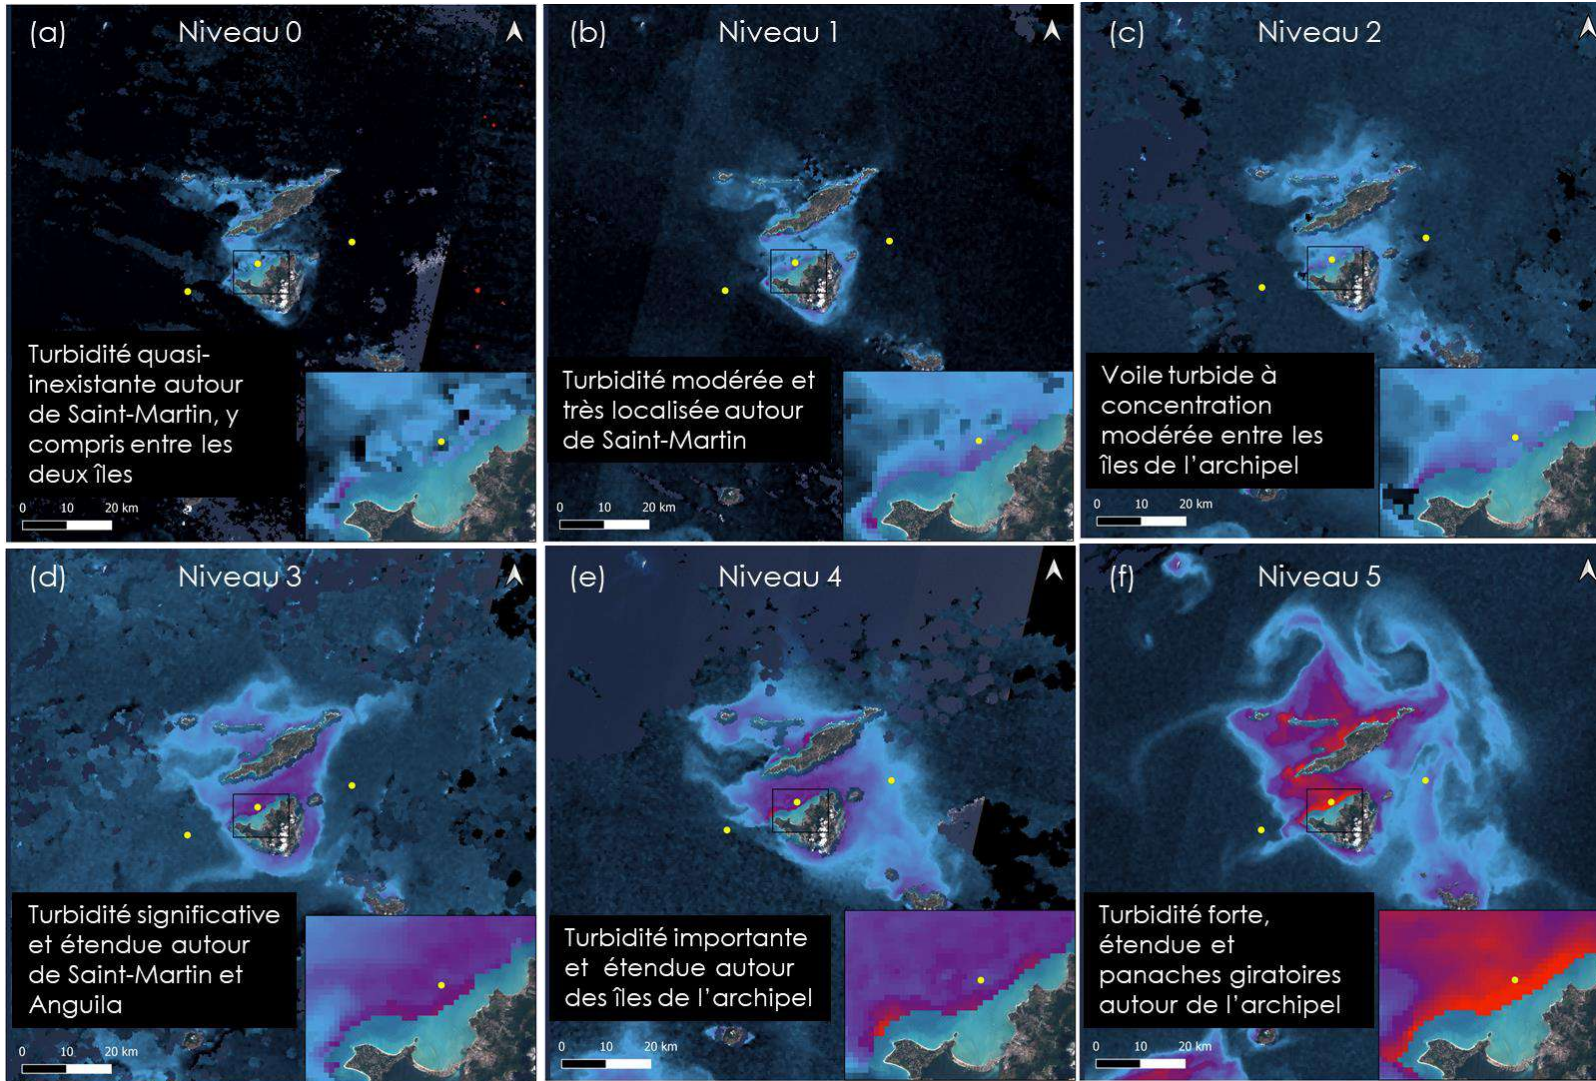 (a) Niveau 0
Turbidité quasi-
inexistante autour
de Saint-Martin, y
compris entre les
deux îles
0 10 20 km
(b) Niveau 1
Turbidité modérée et
très localisée autour
de Saint-Martin
0 10 20 km
(c) Niveau 2
Voile turbide à
concentration
modérée entre les
îles de l'archipel
0 10 20 km
(d) Niveau 3
Turbidité significative
et étendue autour
de Saint-Martin et
Anguila
0 10 20 km
(e) Niveau 4
Turbidité importante
et étendue autour
des îles de l'archipel
0 10 20 km
(f) Niveau 5
Turbidité forte,
étendue et
panaches giratoires
autour de l'archipel
0 10 20 km